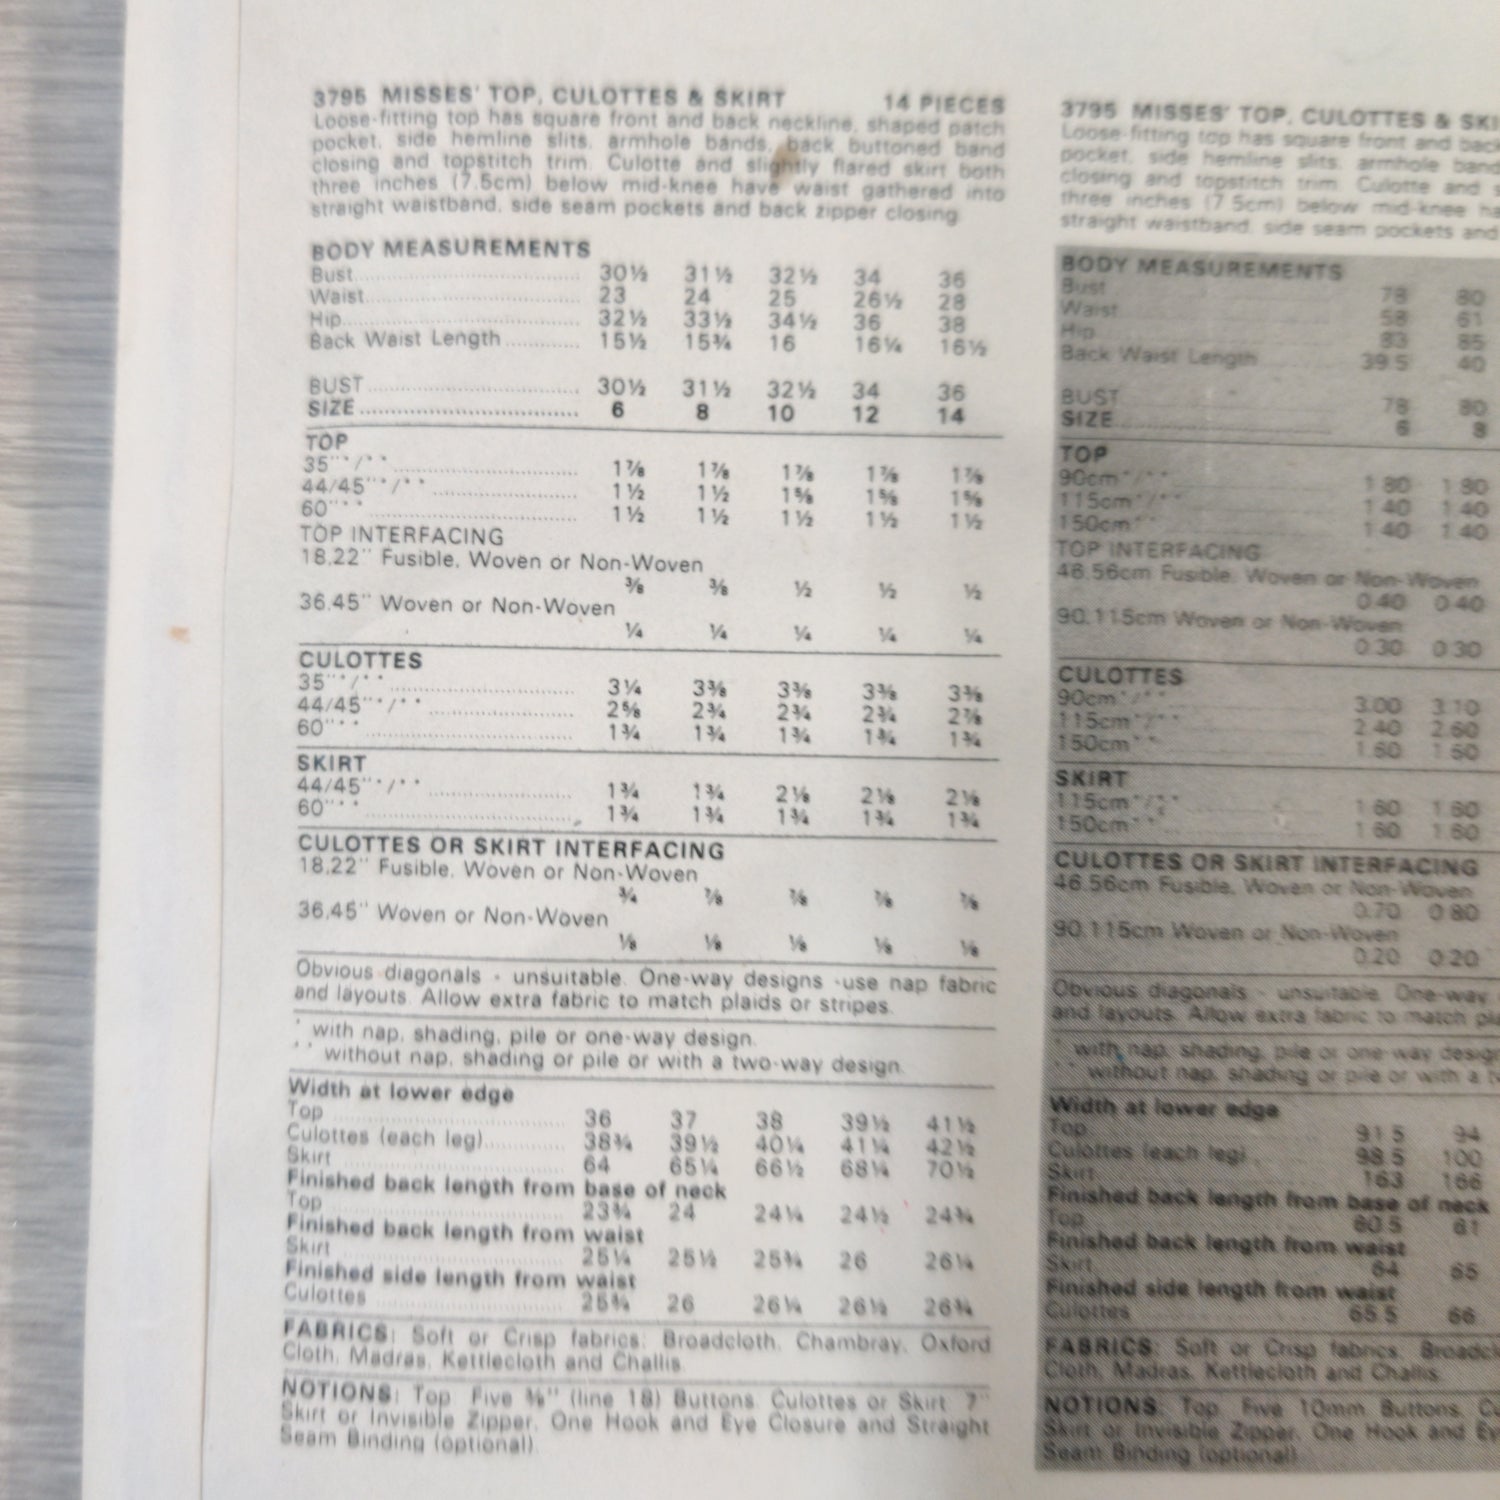 3795 MISSES' TOP, CULOTTES & SKIRT 14 PIECES
Loose-fitting top has square front and back neckline, shaped patch
pocket, side hemline slits, armhole bands, back buttoned band
closing and topstitch trim. Culotte and slightly flared skirt both
three inches (7.5cm) below mid-knee have waist gathered into
straight waistband, side seam pockets and back zipper closing.
BODY MEASUREMENTS
Bust 30½ 31½ 32½ 34 36
Waist 23 24 25 26½ 28
Hip 32½ 33½ 34½ 36 38
Back Waist Length 15½ 15¾ 16 16¼ 16½
BUST 30½ 31½ 32½ 34 36
SIZE 6 8 10 12 14
TOP
35"*/** 1⅞ 1⅞ 1⅞ 1⅞ 1⅞
44/45"*/** 1½ 1½ 1⅝ 1⅝ 1⅝
60"** 1½ 1½ 1½ 1½ 1½
TOP INTERFACING
18,22" Fusible, Woven or Non-Woven
⅜ ⅜ ½ ½ ½
36,45" Woven or Non-Woven
¼ ¼ ¼ ¼ ¼
CULOTTES
35"*/** 3¼ 3⅜ 3⅜ 3⅜ 3⅜
44/45"*/** 2⅝ 2¾ 2¾ 2¾ 2⅞
60"** 1¾ 1¾ 1¾ 1¾ 1¾
SKIRT
44/45"*/** 1¾ 1¾ 2⅛ 2⅛ 2⅛
60"** 1¾ 1¾ 1¾ 1¾ 1¾
CULOTTES OR SKIRT INTERFACING
18,22" Fusible, Woven or Non-Woven
¾ ⅞ ⅞ ⅞ ⅞
36,45" Woven or Non-Woven
⅛ ⅛ ⅛ ⅛ ⅛
Obvious diagonals - unsuitable. One-way designs -use nap fabric
and layouts. Allow extra fabric to match plaids or stripes.
* with nap, shading, pile or one-way design.
** without nap, shading or pile or with a two-way design.
Width at lower edge
Top 36 37 38 39½ 41½
Culottes (each leg) 38¾ 39½ 40¼ 41¼ 42½
Skirt 64 65¼ 66½ 68¼ 70½
Finished back length from base of neck
Top 23¾ 24 24¼ 24½ 24¾
Finished back length from waist
Skirt 25¼ 25½ 25¾ 26 26¼
Finished side length from waist
Culottes 25¾ 26 26¼ 26½ 26¾
FABRICS: Soft or Crisp fabrics: Broadcloth, Chambray, Oxford
Cloth, Madras, Kettlecloth and Challis.
NOTIONS: Top: Five ⅜" (line 18) Buttons. Culottes or Skirt: 7"
Skirt or Invisible Zipper, One Hook and Eye Closure and Straight
Seam Binding (optional).
3795 MISSES' TOP, CULOTTES &
Loose-fitting top has square front and
pocket, side hemline slits, armhole
closing and topstitch trim. Culotte and
three inches (7.5cm) below mid-knee
straight waistband, side seam pockets and
BODY MEASUREMENTS
Bust 78 80
Waist 58 61
Hip 83 85
Back Waist Length 39.5 40
BUST 78 80
SIZE 6 8
TOP
90cm*/** 1.80 1.80
115cm*/** 1.40 1.40
150cm** 1.40 1.40
TOP INTERFACING
46,56cm Fusible, Woven or Non-Woven
0.40 0.40
90,115cm Woven or Non-Woven
0.30 0.30
CULOTTES
90cm*/** 3.00 3.10
115cm*/** 2.40 2.60
150cm** 1.60 1.60
SKIRT
115cm*/** 1.60 1.60
150cm** 1.60 1.60
CULOTTES OR SKIRT INTERFACING
46,56cm Fusible, Woven or Non-Woven
0.70 0.80
90,115cm Woven or Non-Woven
0.20 0.20
Obvious diagonals - unsuitable. One-way
and layouts. Allow extra fabric to match
* with nap, shading, pile or one-way
** without nap, shading or pile or with a
Width at lower edge
Top 91.5 94
Culottes (each leg) 98.5 100
Skirt 163 166
Finished back length from base of neck
Top 60.5 61
Finished back length from waist
Skirt 64 65
Finished side length from waist
Culottes 65.5 66
FABRICS: Soft or Crisp fabrics:
Cloth, Madras, Kettlecloth and Challis.
NOTIONS: Top: Five 10mm Buttons.
Skirt or Invisible Zipper, One Hook and
Seam Binding (optional).